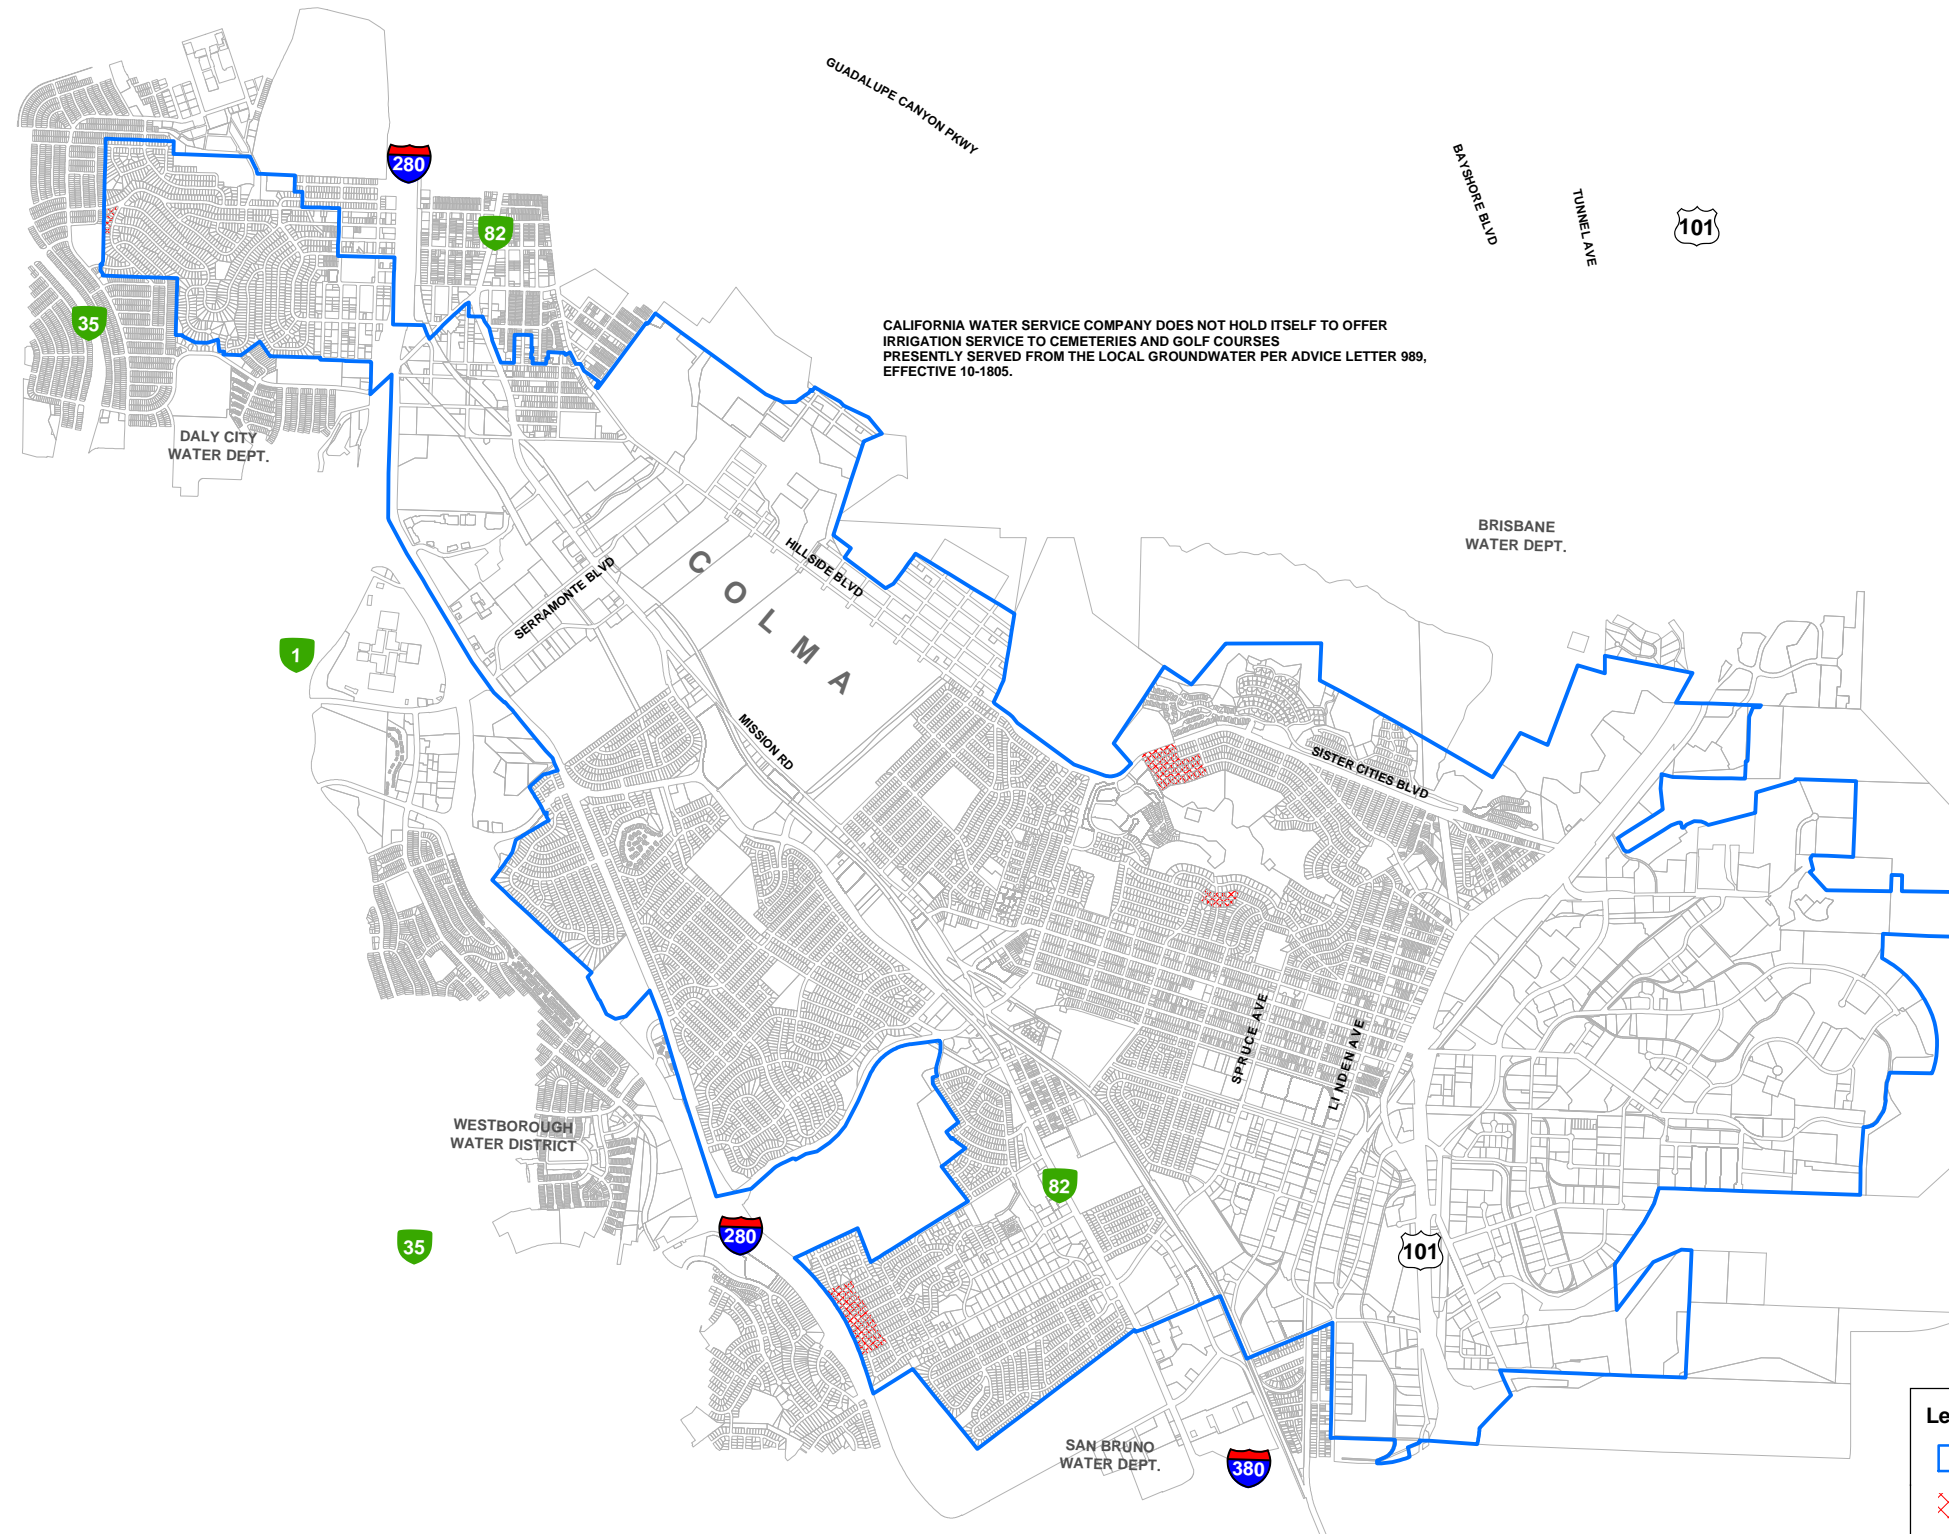 GUADALUPE CANYON PKWY
BAYSHORE BLVD
TUNNEL AVE
101
280
82
35
CALIFORNIA WATER SERVICE COMPANY DOES NOT HOLD ITSELF TO OFFER
IRRIGATION SERVICE TO CEMETERIES AND GOLF COURSES
PRESENTLY SERVED FROM THE LOCAL GROUNDWATER PER ADVICE LETTER 989,
EFFECTIVE 10-1805.
DALY CITY
WATER DEPT.
BRISBANE
WATER DEPT.
HILLSIDE BLVD
SERRAMONTE BLVD
COLMA
1
MISSION RD
SISTER CITIES BLVD
SPRUCE AVE
LINDEN AVE
WESTBOROUGH
WATER DISTRICT
82
280
35
101
SAN BRUNO
WATER DEPT.
380
Le